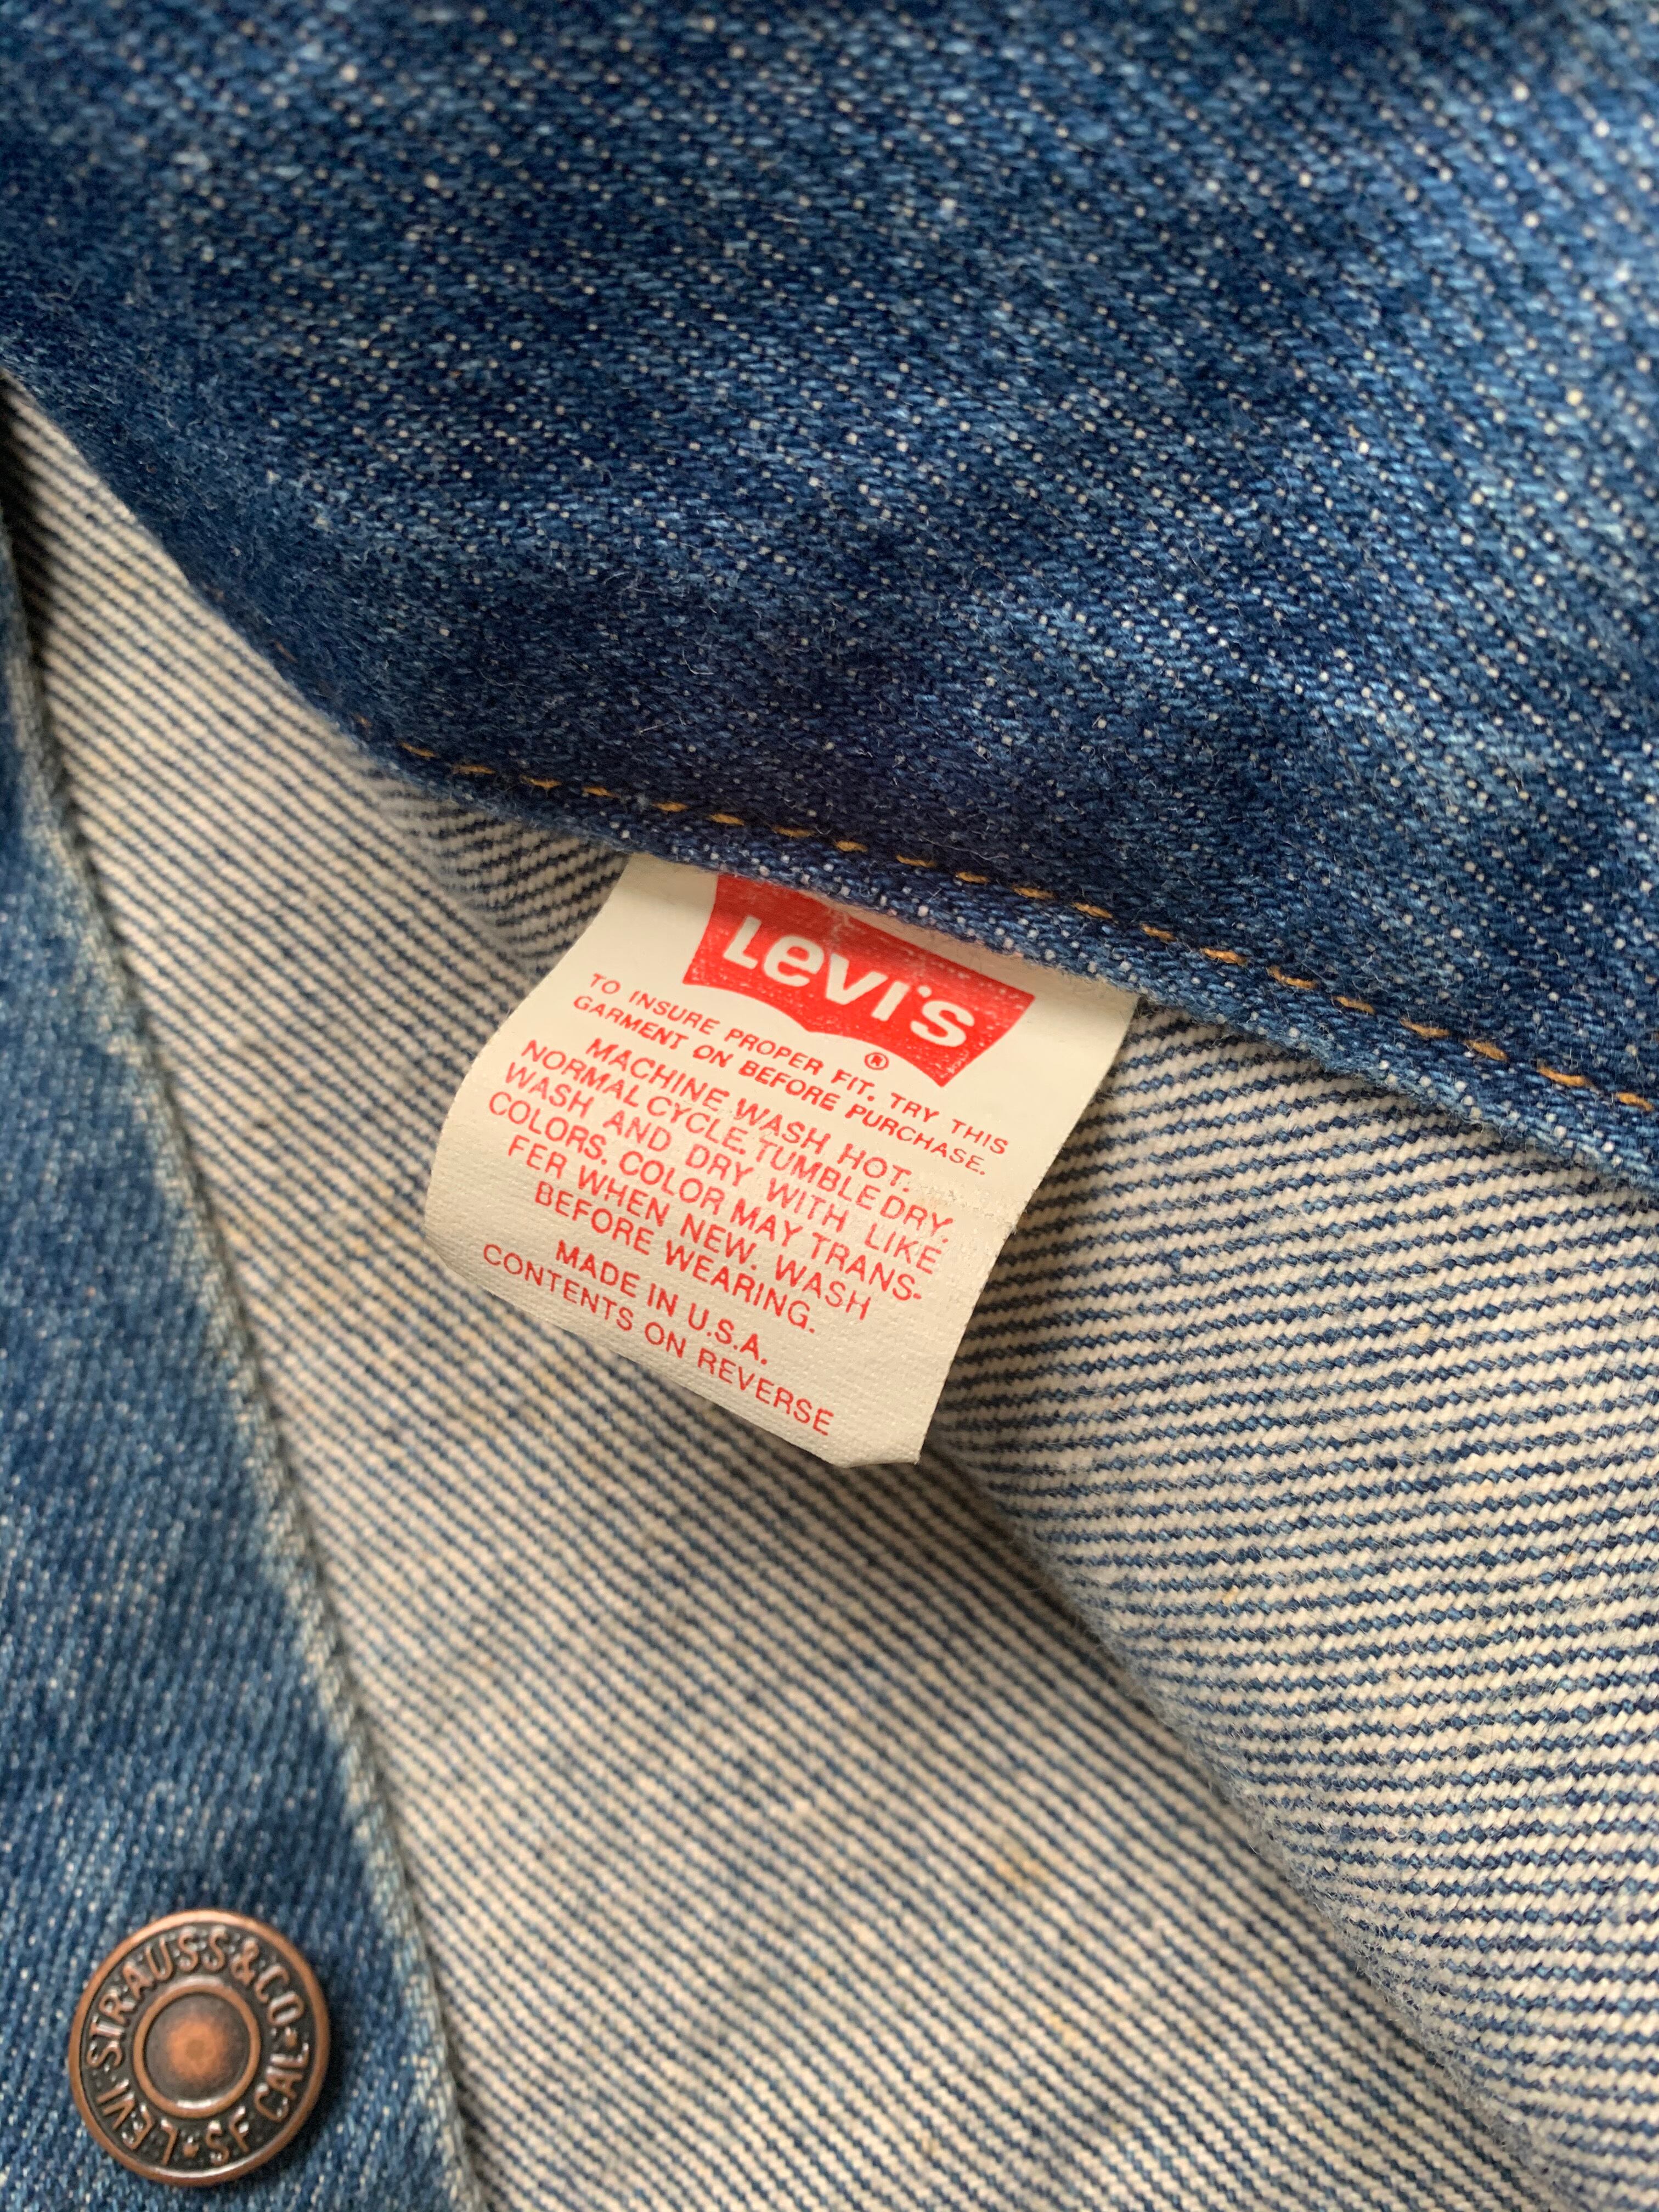 Levi's
®
TO INSURE PROPER FIT, TRY THIS
GARMENT ON BEFORE PURCHASE.
MACHINE WASH HOT.
NORMAL CYCLE. TUMBLE DRY.
WASH AND DRY WITH LIKE
COLORS. COLOR MAY TRANS-
FER WHEN NEW. WASH
BEFORE WEARING.
MADE IN U.S.A.
CONTENTS ON REVERSE
LEVI·STRAUSS&CO· S F CAL